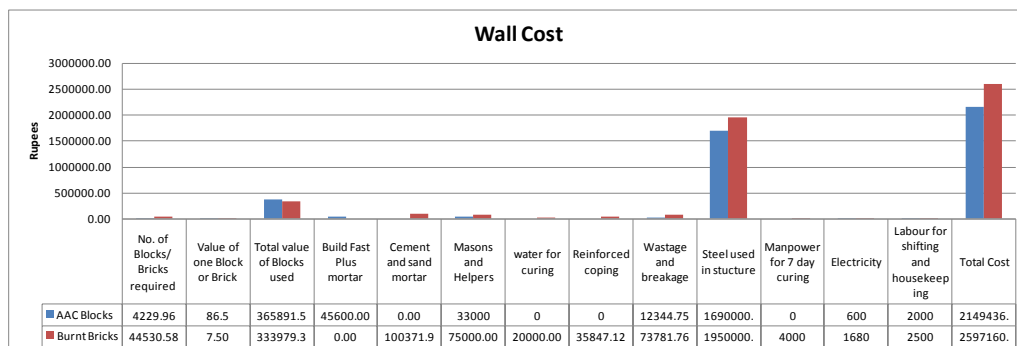 Wall Cost
Rupees
3000000.00
2500000.00
2000000.00
1500000.00
1000000.00
500000.00
0.00
No. of Blocks/ Bricks required
Value of one Block or Brick
Total value of Blocks used
Build Fast Plus mortar
Cement and sand mortar
Masons and Helpers
water for curing
Reinforced coping
Wastage and breakage
Steel used in stucture
Manpower for 7 day curing
Electricity
Labour for shifting and housekeep ing
Total Cost
AAC Blocks 4229.96 86.5 365891.5 45600.00 0.00 33000 0 0 12344.75 1690000. 0 600 2000 2149436.
Burnt Bricks 44530.58 7.50 333979.3 0.00 100371.9 75000.00 20000.00 35847.12 73781.76 1950000. 4000 1680 2500 2597160.